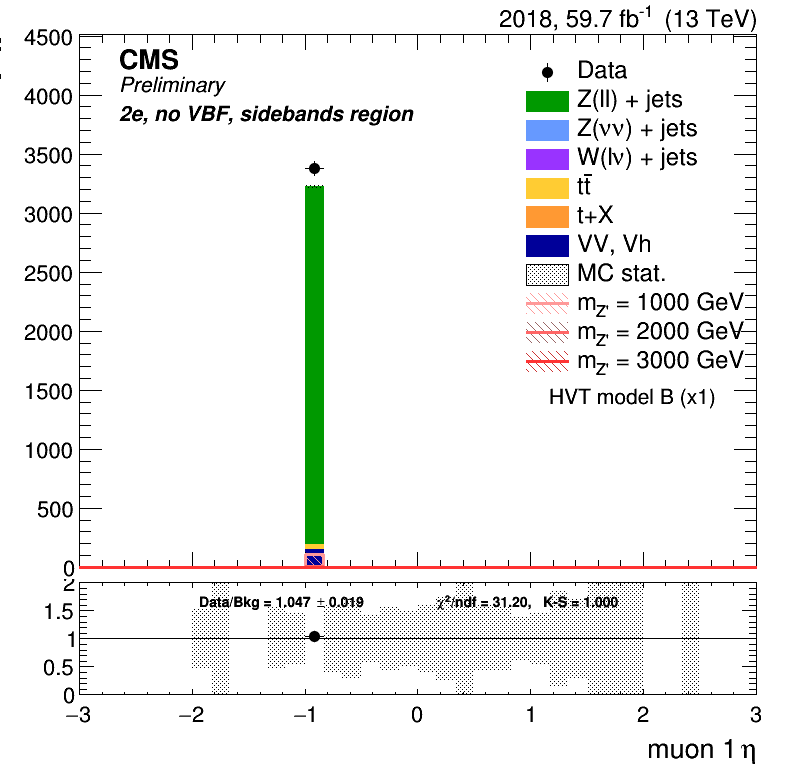 2018, 59.7 fb⁻¹ (13 TeV)
CMS
Preliminary
2e, no VBF, sidebands region
Data
Z(ll) + jets
Z(νν) + jets
W(lν) + jets
tt̄
t+X
VV, Vh
MC stat.
m_Z' = 1000 GeV
m_Z' = 2000 GeV
m_Z' = 3000 GeV
HVT model B (x1)
4500
4000
3500
3000
2500
2000
1500
1000
500
0
Data/Bkg = 1.047 ± 0.019
χ²/ndf = 31.20, K-S = 1.000
2
1.5
1
0.5
0
−3 −2 −1 0 1 2 3
muon 1 η